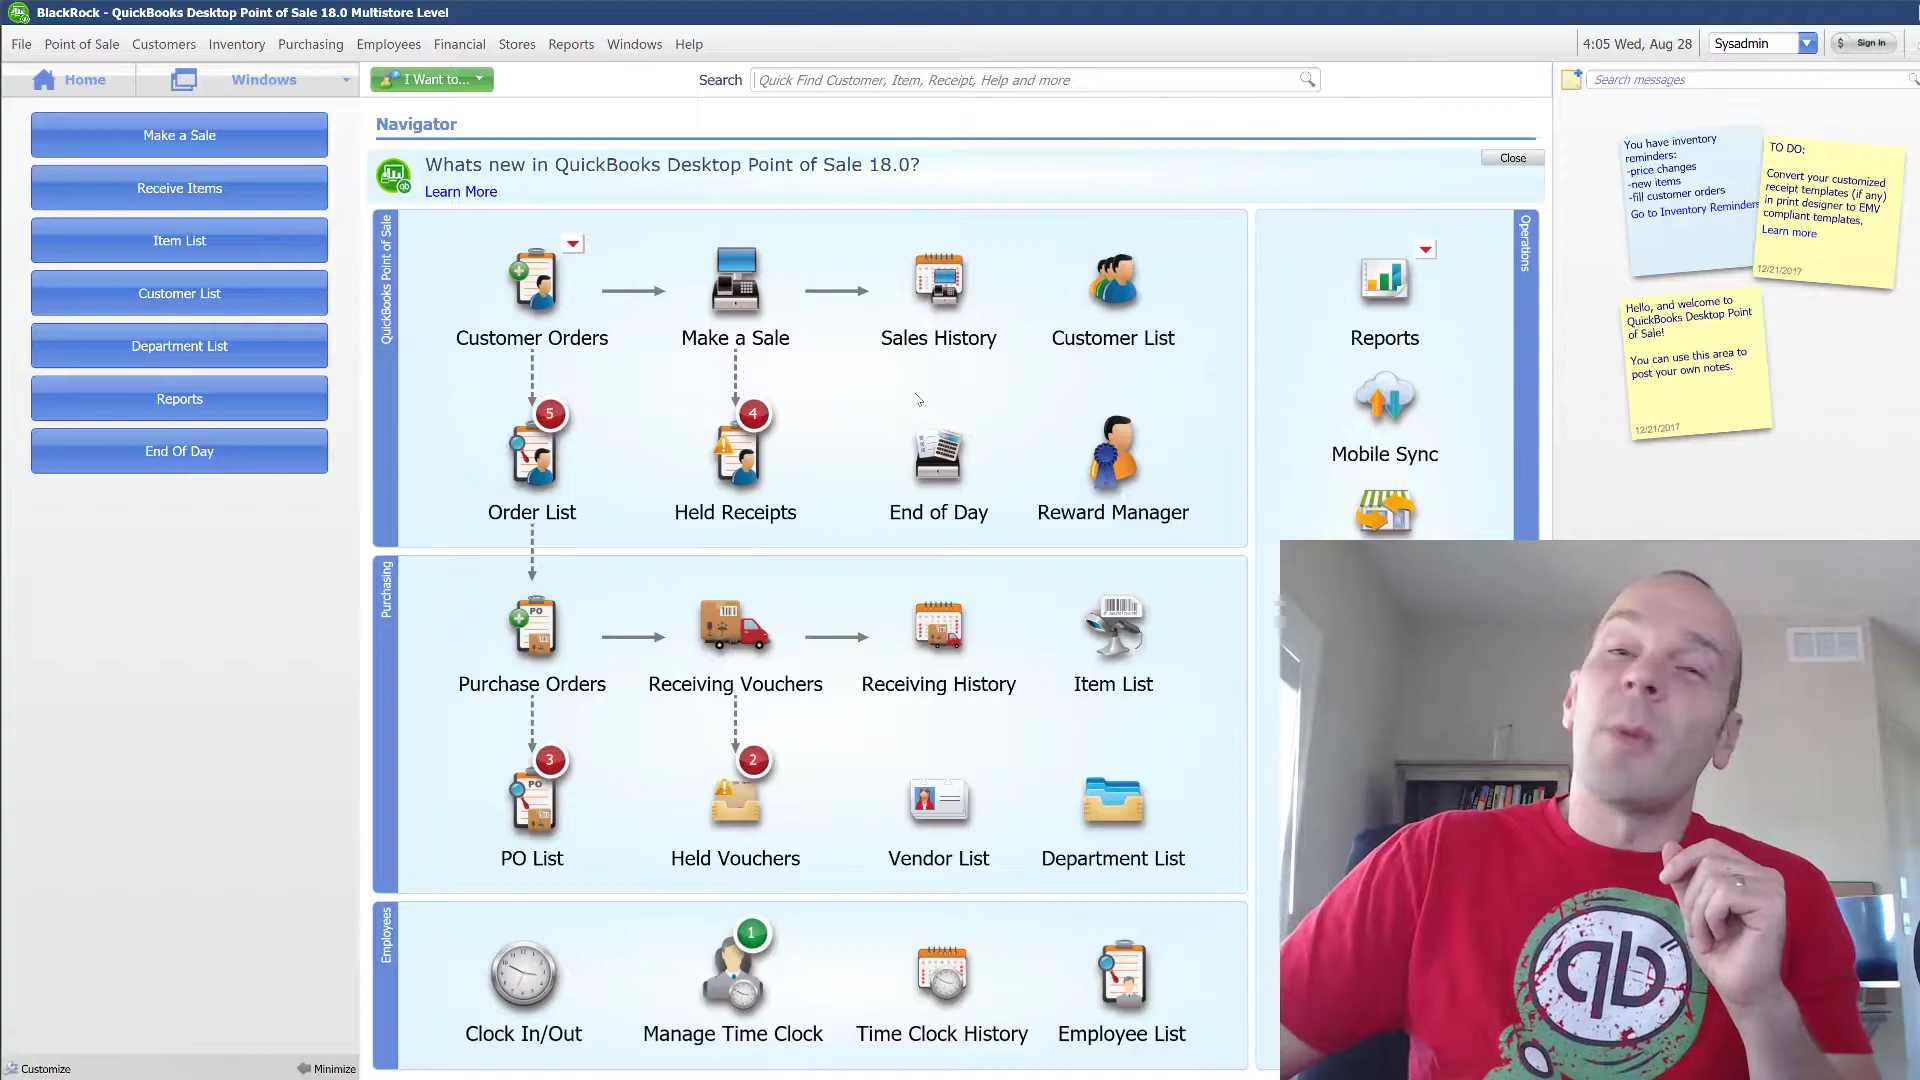 BlackRock - QuickBooks Desktop Point of Sale 18.0 Multistore Level
File Point of Sale Customers Inventory Purchasing Employees Financial Stores Reports Windows Help
4:05 Wed, Aug 28
Sysadmin
$ Sign In
Home
Windows
I Want to...
Search
Quick Find Customer, Item, Receipt, Help and more
Search messages
Make a Sale
Receive Items
Item List
Customer List
Department List
Reports
End Of Day
Customize
Minimize
Navigator
Whats new in QuickBooks Desktop Point of Sale 18.0?
Learn More
Close
QuickBooks Point of Sale
Customer Orders
Make a Sale
Sales History
Customer List
5
4
Order List
Held Receipts
End of Day
Reward Manager
Purchasing
PO
Purchase Orders
Receiving Vouchers
Receiving History
Item List
3
2
PO
PO List
Held Vouchers
Vendor List
Department List
Employees
1
Clock In/Out
Manage Time Clock
Time Clock History
Employee List
Operations
Reports
Mobile Sync
You have inventory
reminders:
-price changes
-new items
-fill customer orders
Go to Inventory Reminders
TO DO:
Convert your customized
receipt templates (if any)
in print designer to EMV
compliant templates.
Learn more
12/21/2017
Hello, and welcome to
QuickBooks Desktop Point
of Sale!
You can use this area to
post your own notes.
12/21/2017
qb